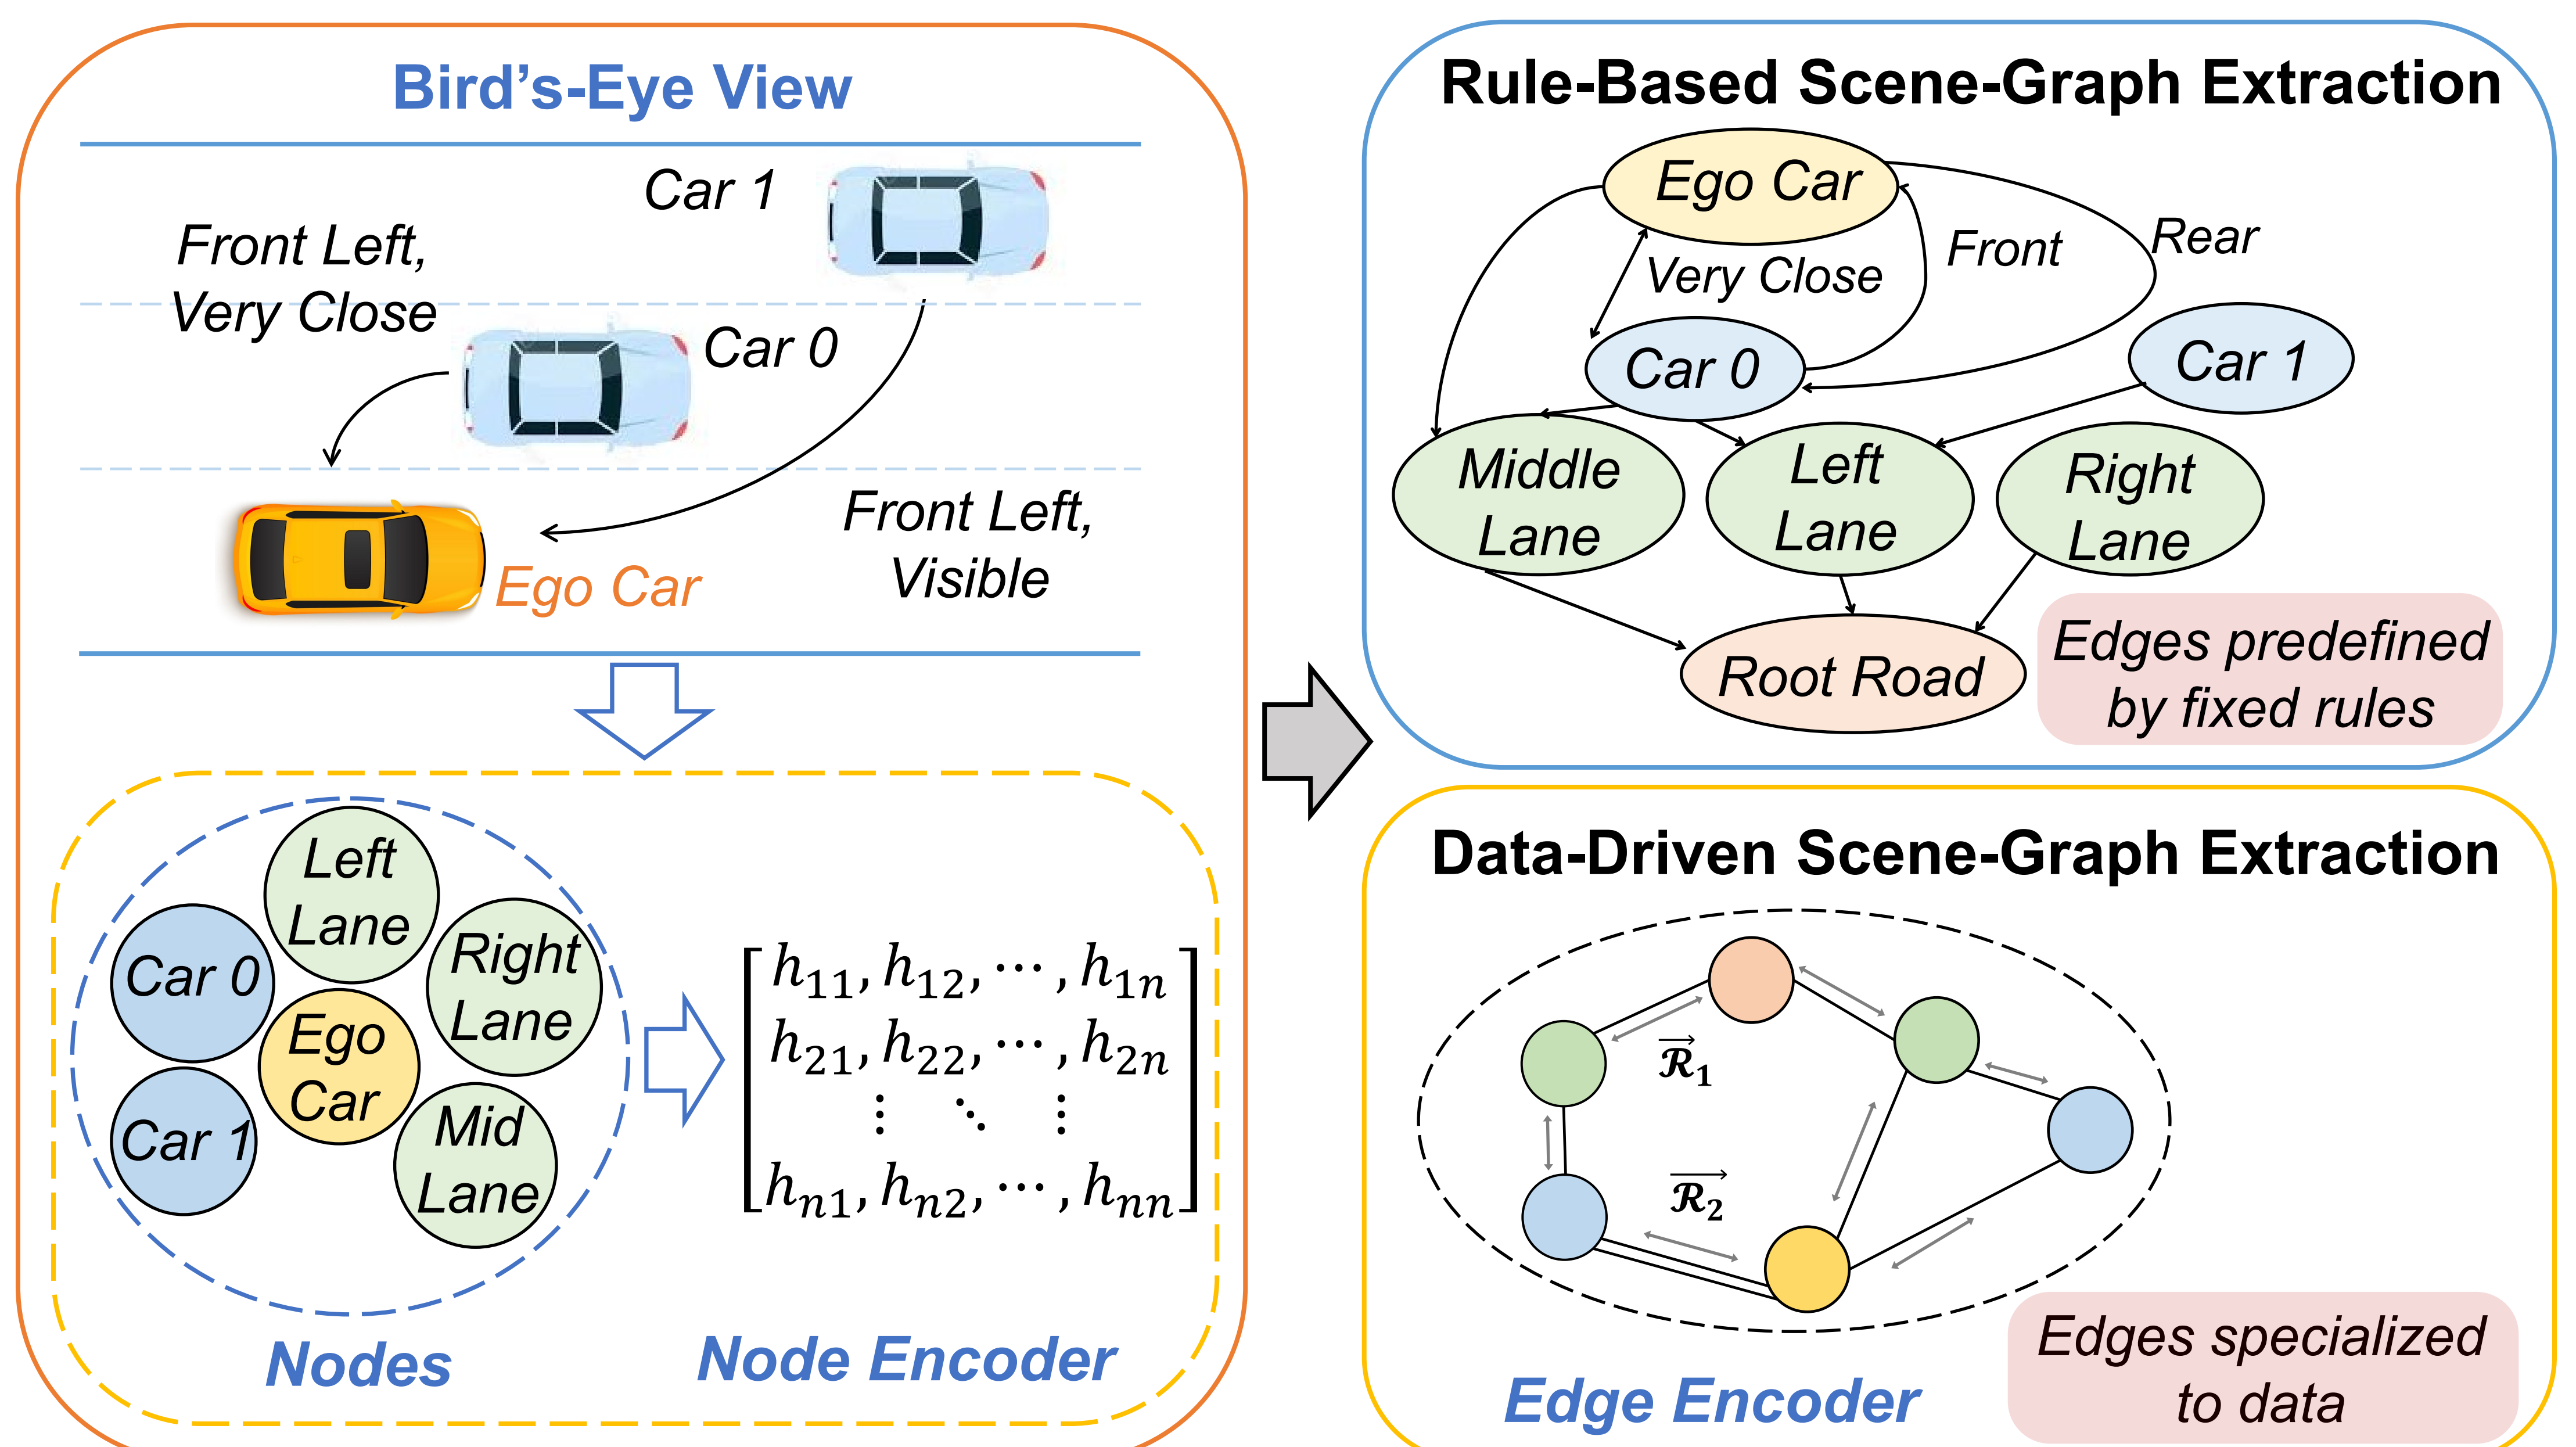 Bird's-Eye View
Car 1
Front Left,
Very Close
Car 0
Front Left,
Visible
Ego Car
Left
Lane
Car 0
Right
Lane
Ego
Car
Car 1
Mid
Lane
Nodes
h11, h12, ⋯, h1n
h21, h22, ⋯, h2n
⋮ ⋱ ⋮
hn1, hn2, ⋯, hnn
Node Encoder
Rule-Based Scene-Graph Extraction
Ego Car
Very Close
Front
Rear
Car 0
Car 1
Middle
Lane
Left
Lane
Right
Lane
Root Road
Edges predefined
by fixed rules
Data-Driven Scene-Graph Extraction
ℛ⃗1
ℛ⃗2
Edge Encoder
Edges specialized
to data